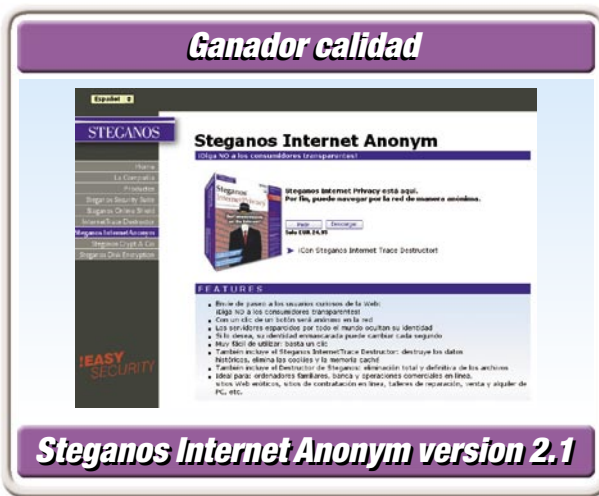 Ganador calidad
Español
STEGANOS
Home
La Compañía
Productos
Steganos Security Suite
Steganos Online Shield
InternetTrace Destructor
Steganos Internet Anonym
Steganos Crypt & Go
Steganos Disk Encryption
!EASY
SECURITY
Steganos Internet Anonym
¡Diga NO a los consumidores transparentes!
Steganos
InternetPrivacy
Steganos Internet Privacy está aquí.
Por fin, puede navegar por la red de manera anónima.
Descargar
Solo EUR 24.95
¡Con Steganos Internet Trace Destructor!
FEATURES
Envíe de paseo a los usuarios curiosos de la Web:
¡Diga NO a los consumidores transparentes!
Con un clic de un botón será anónimo en la red
Los servidores esparcidos por todo el mundo ocultan su identidad
Si lo desea, su identidad enmascarada puede cambiar cada segundo
Muy fácil de utilizar: basta un clic
También incluye el Steganos InternetTrace Destructor: destruye los datos
históricos, elimina las cookies y la memoria caché
También incluye el Destructor de Steganos: eliminación total y definitiva de los archivos
Ideal para: ordenadores familiares, banca y operaciones comerciales en línea,
sitios Web eróticos, sitios de contratación en línea, talleres de reparación, venta y alquiler de
PC, etc.
Steganos Internet Anonym version 2.1